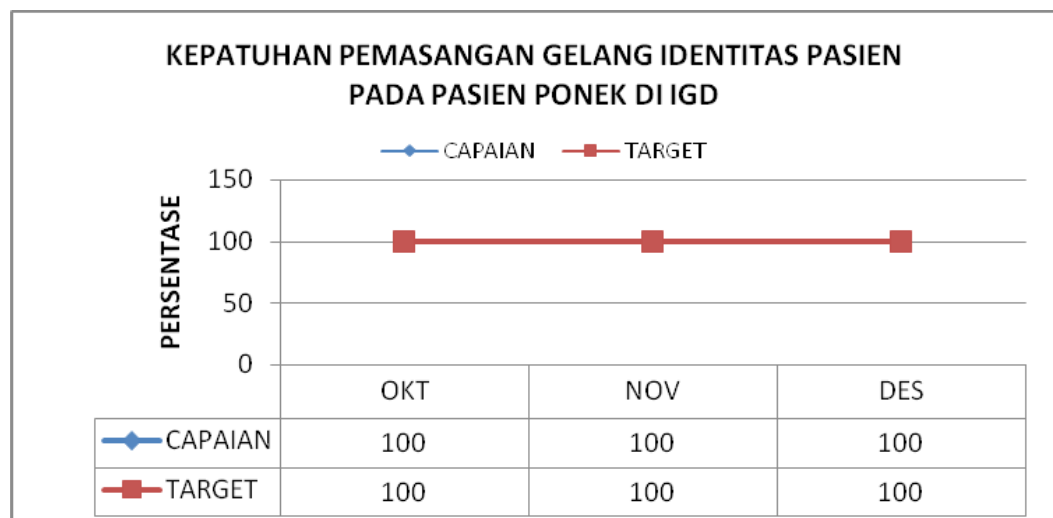 KEPATUHAN PEMASANGAN GELANG IDENTITAS PASIEN
PADA PASIEN PONEK DI IGD
CAPAIAN TARGET
PERSENTASE
150
100
50
0
OKT NOV DES
CAPAIAN 100 100 100
TARGET 100 100 100